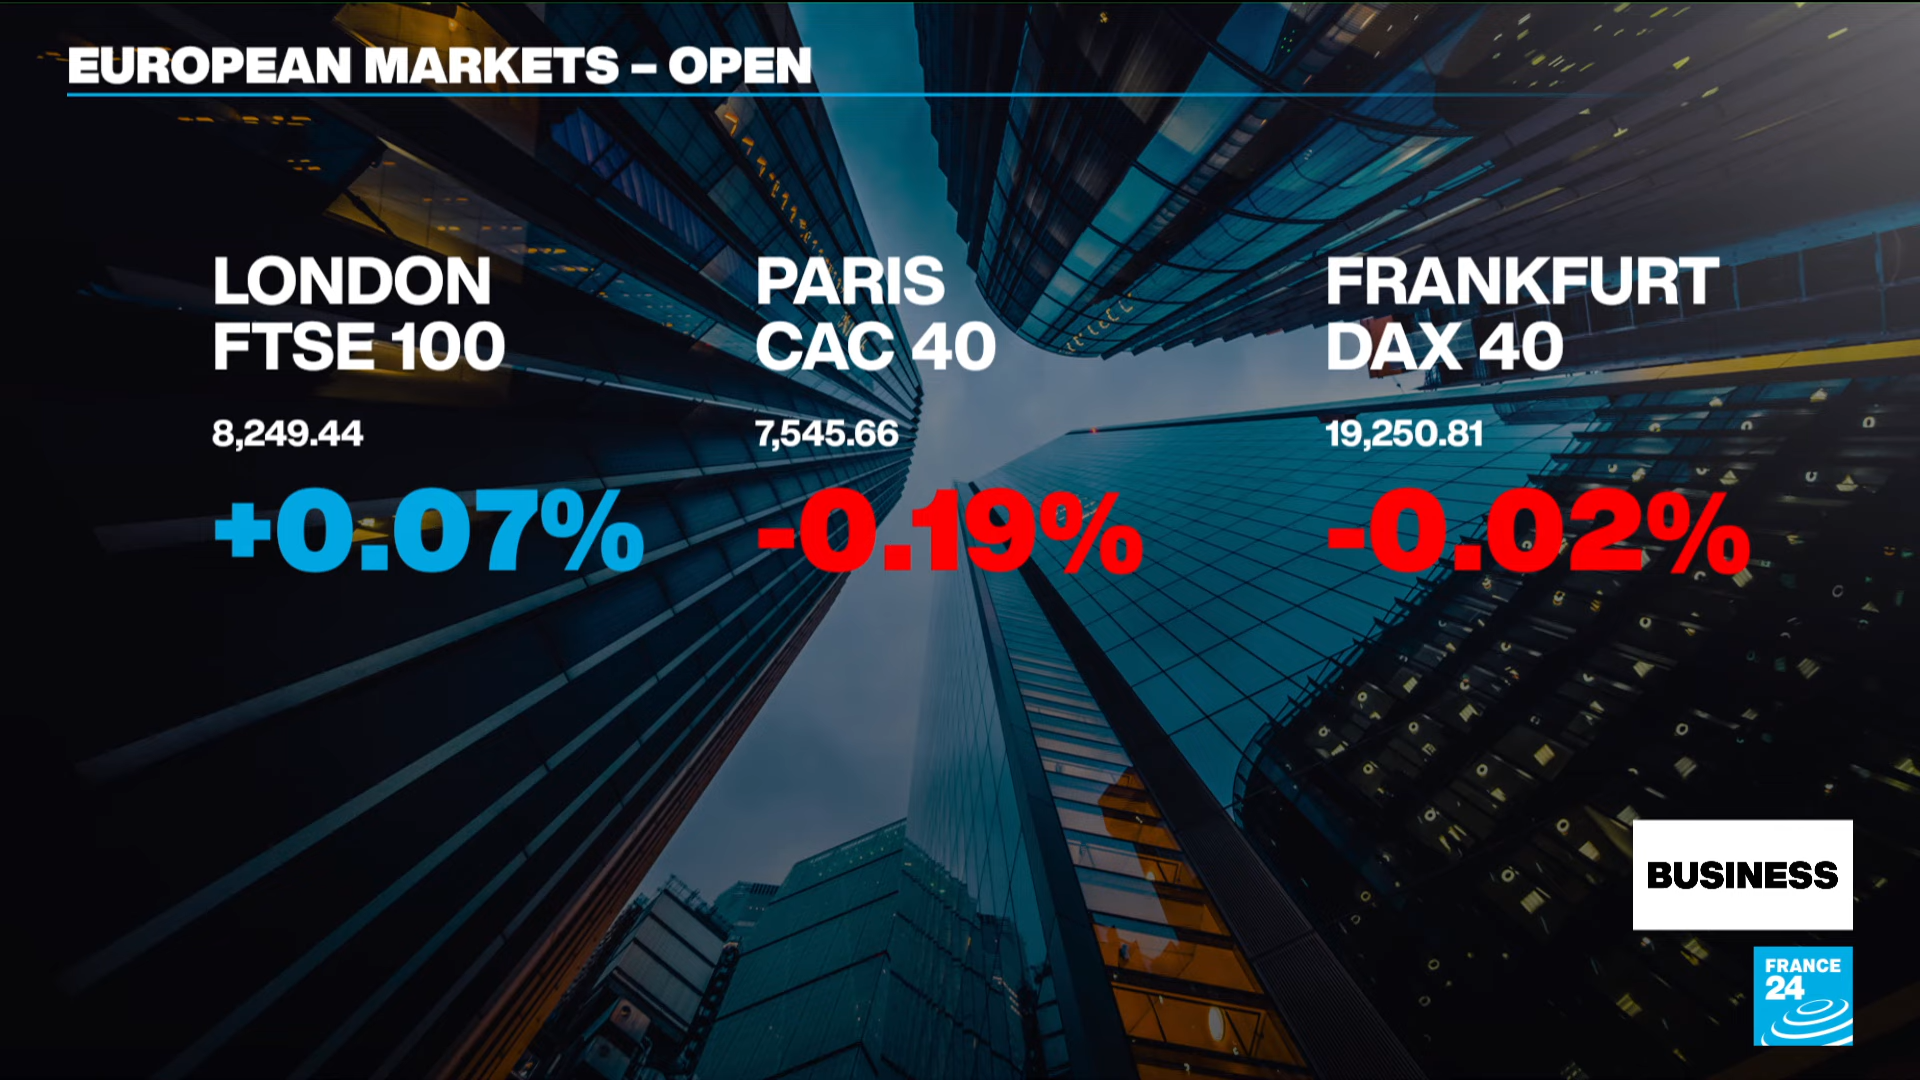 EUROPEAN MARKETS – OPEN
LONDON
FTSE 100
8,249.44
+0.07%
PARIS
CAC 40
7,545.66
-0.19%
FRANKFURT
DAX 40
19,250.81
-0.02%
BUSINESS
FRANCE
24